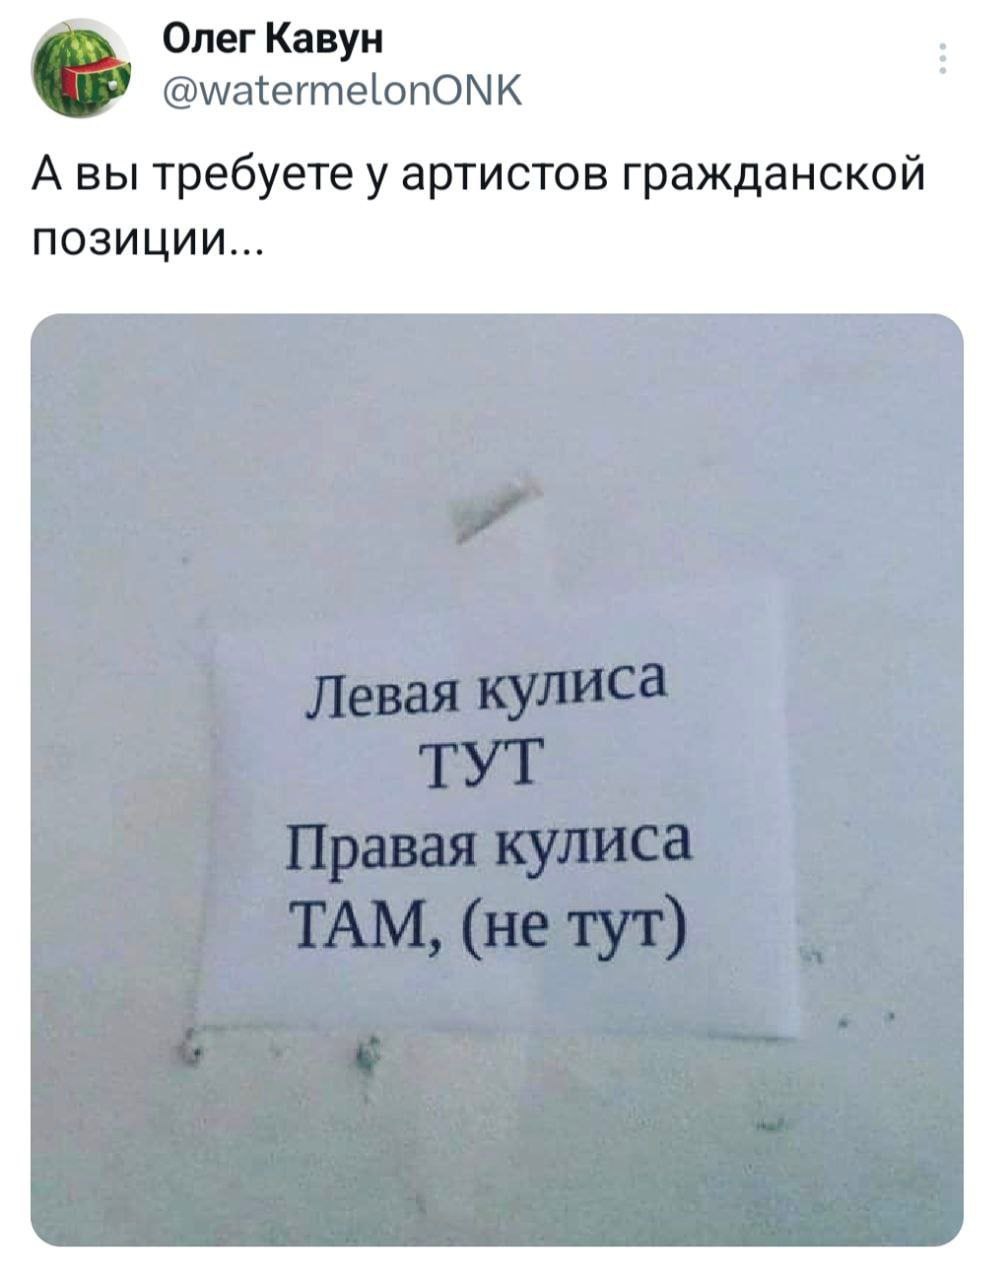 Олег Кавун
@watermelonONK
А вы требуете у артистов гражданской
позиции...
Левая кулиса
ТУТ
Правая кулиса
ТАМ, (не тут)